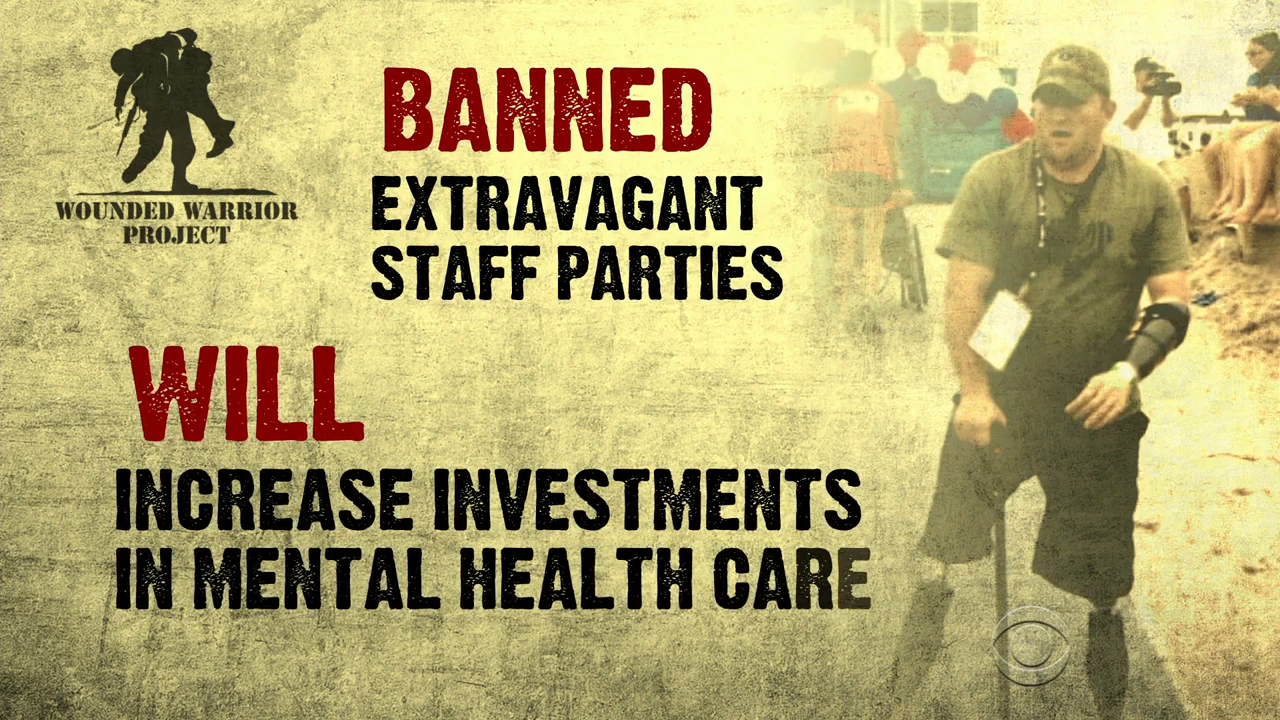 WOUNDED WARRIOR
PROJECT
BANNED
EXTRAVAGANT
STAFF PARTIES
WILL
INCREASE INVESTMENTS
IN MENTAL HEALTH CARE